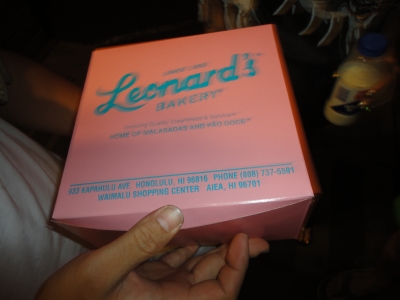 Leonard's
BAKERY
HOME OF MALASADAS AND PÃO DOCE
933 KAPAHULU AVE HONOLULU, HI 96816 PHONE (808) 737-5591
WAIMALU SHOPPING CENTER AIEA, HI 96701